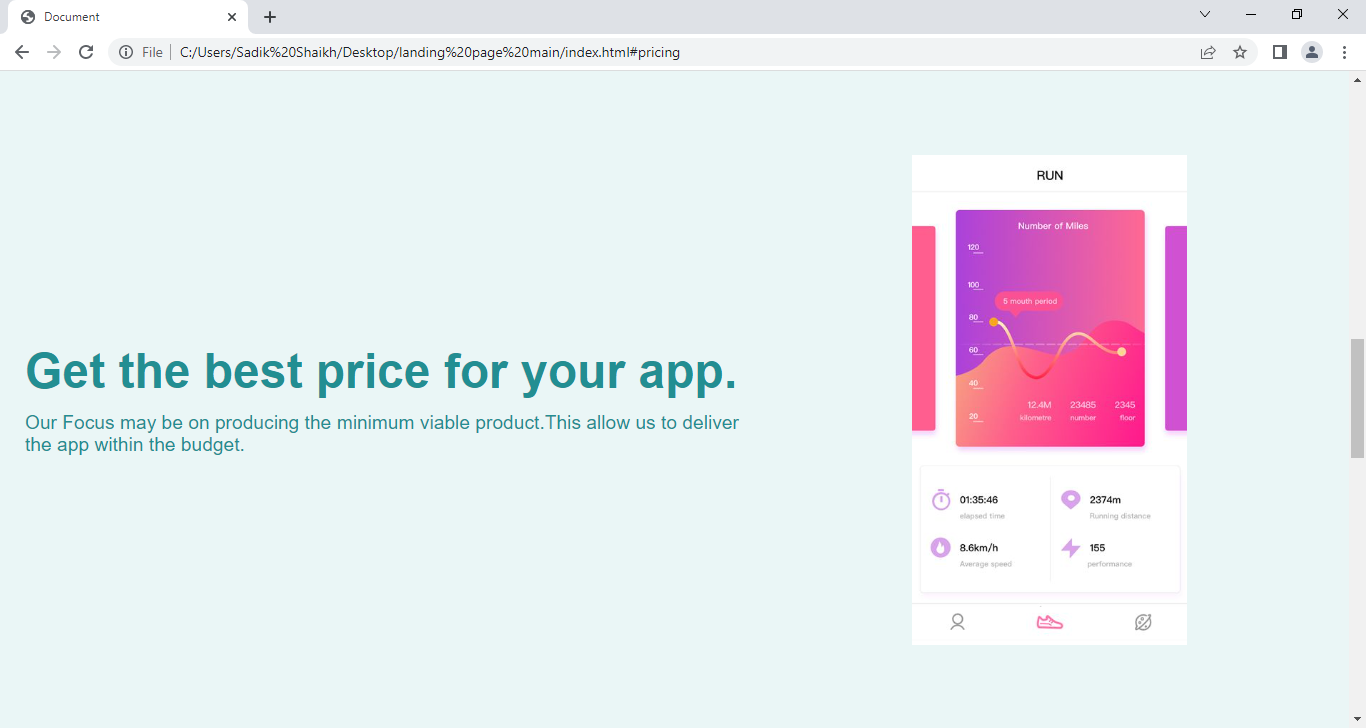 Document
File
C:/Users/Sadik%20Shaikh/Desktop/landing%20page%20main/index.html#pricing
Get the best price for your app.
Our Focus may be on producing the minimum viable product.This allow us to deliver
the app within the budget.
RUN
Number of Miles
120
100
5 mouth period
80
60
40
20
12.4M 23485 2345
kilometre number floor
01:35:46 2374m
elapsed time Running distance
8.6km/h 155
Average speed performance